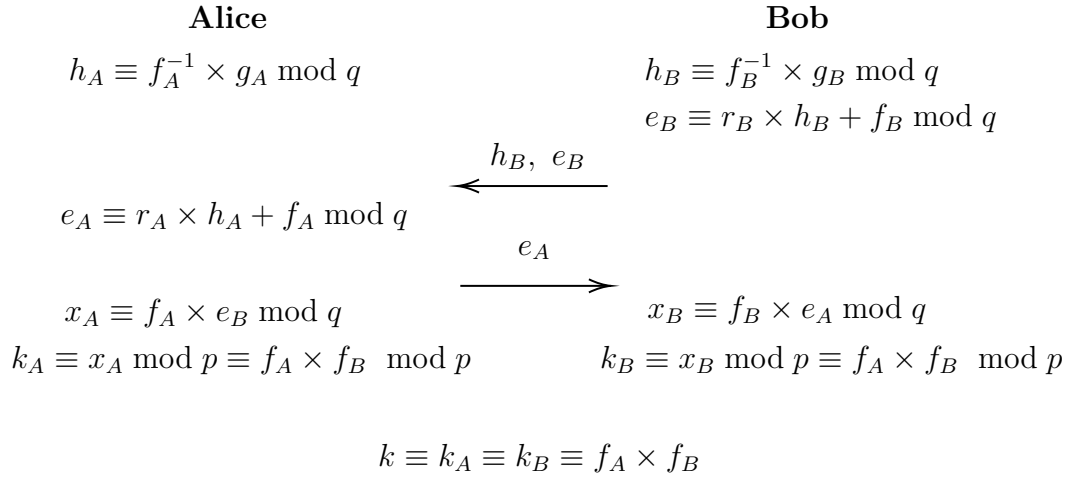 Alice Bob
h_A ≡ f_A^{-1} × g_A mod q h_B ≡ f_B^{-1} × g_B mod q
e_B ≡ r_B × h_B + f_B mod q
h_B, e_B
e_A ≡ r_A × h_A + f_A mod q
e_A
x_A ≡ f_A × e_B mod q x_B ≡ f_B × e_A mod q
k_A ≡ x_A mod p ≡ f_A × f_B mod p k_B ≡ x_B mod p ≡ f_A × f_B mod p
k ≡ k_A ≡ k_B ≡ f_A × f_B